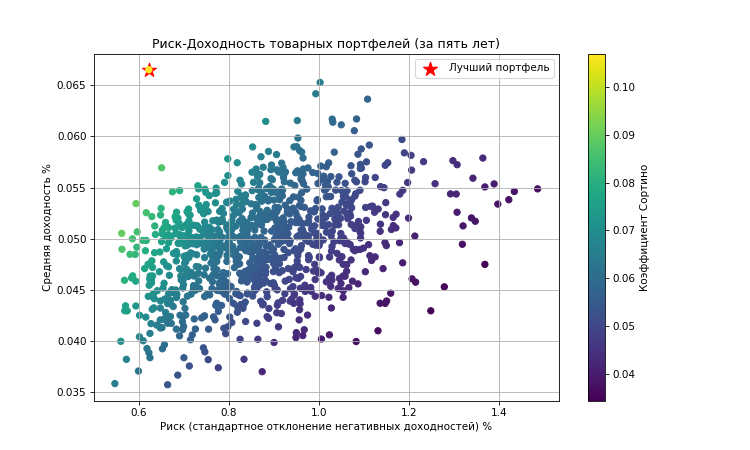 Риск-Доходность товарных портфелей (за пять лет)
Лучший портфель
Средняя доходность %
0.065
0.060
0.055
0.050
0.045
0.040
0.035
0.6 0.8 1.0 1.2 1.4
Риск (стандартное отклонение негативных доходностей) %
0.10
0.09
0.08
0.07
0.06
0.05
0.04
Коэффициент Сортино